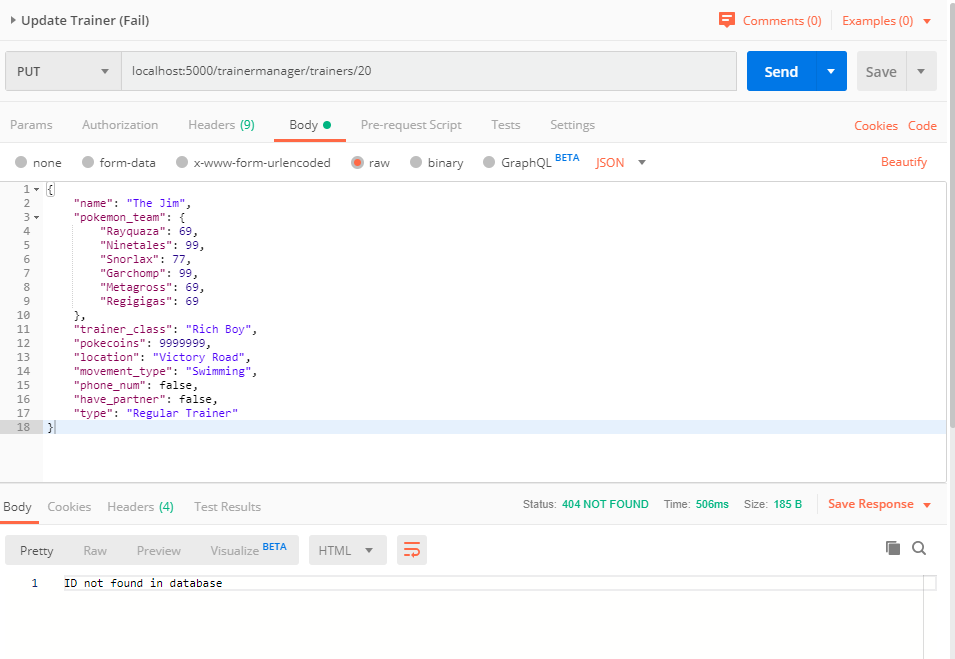 Update Trainer (Fail) Comments (0) Examples (0)
PUT localhost:5000/trainermanager/trainers/20 Send Save
Params Authorization Headers (9) Body Pre-request Script Tests Settings Cookies Code
none form-data x-www-form-urlencoded raw binary GraphQL BETA JSON Beautify
1 {
2 "name": "The Jim",
3 "pokemon_team": {
4 "Rayquaza": 69,
5 "Ninetales": 99,
6 "Snorlax": 77,
7 "Garchomp": 99,
8 "Metagross": 69,
9 "Regigigas": 69
10 },
11 "trainer_class": "Rich Boy",
12 "pokecoins": 9999999,
13 "location": "Victory Road",
14 "movement_type": "Swimming",
15 "phone_num": false,
16 "have_partner": false,
17 "type": "Regular Trainer"
18 }
Body Cookies Headers (4) Test Results Status: 404 NOT FOUND Time: 506ms Size: 185 B Save Response
Pretty Raw Preview Visualize BETA HTML
1 ID not found in database